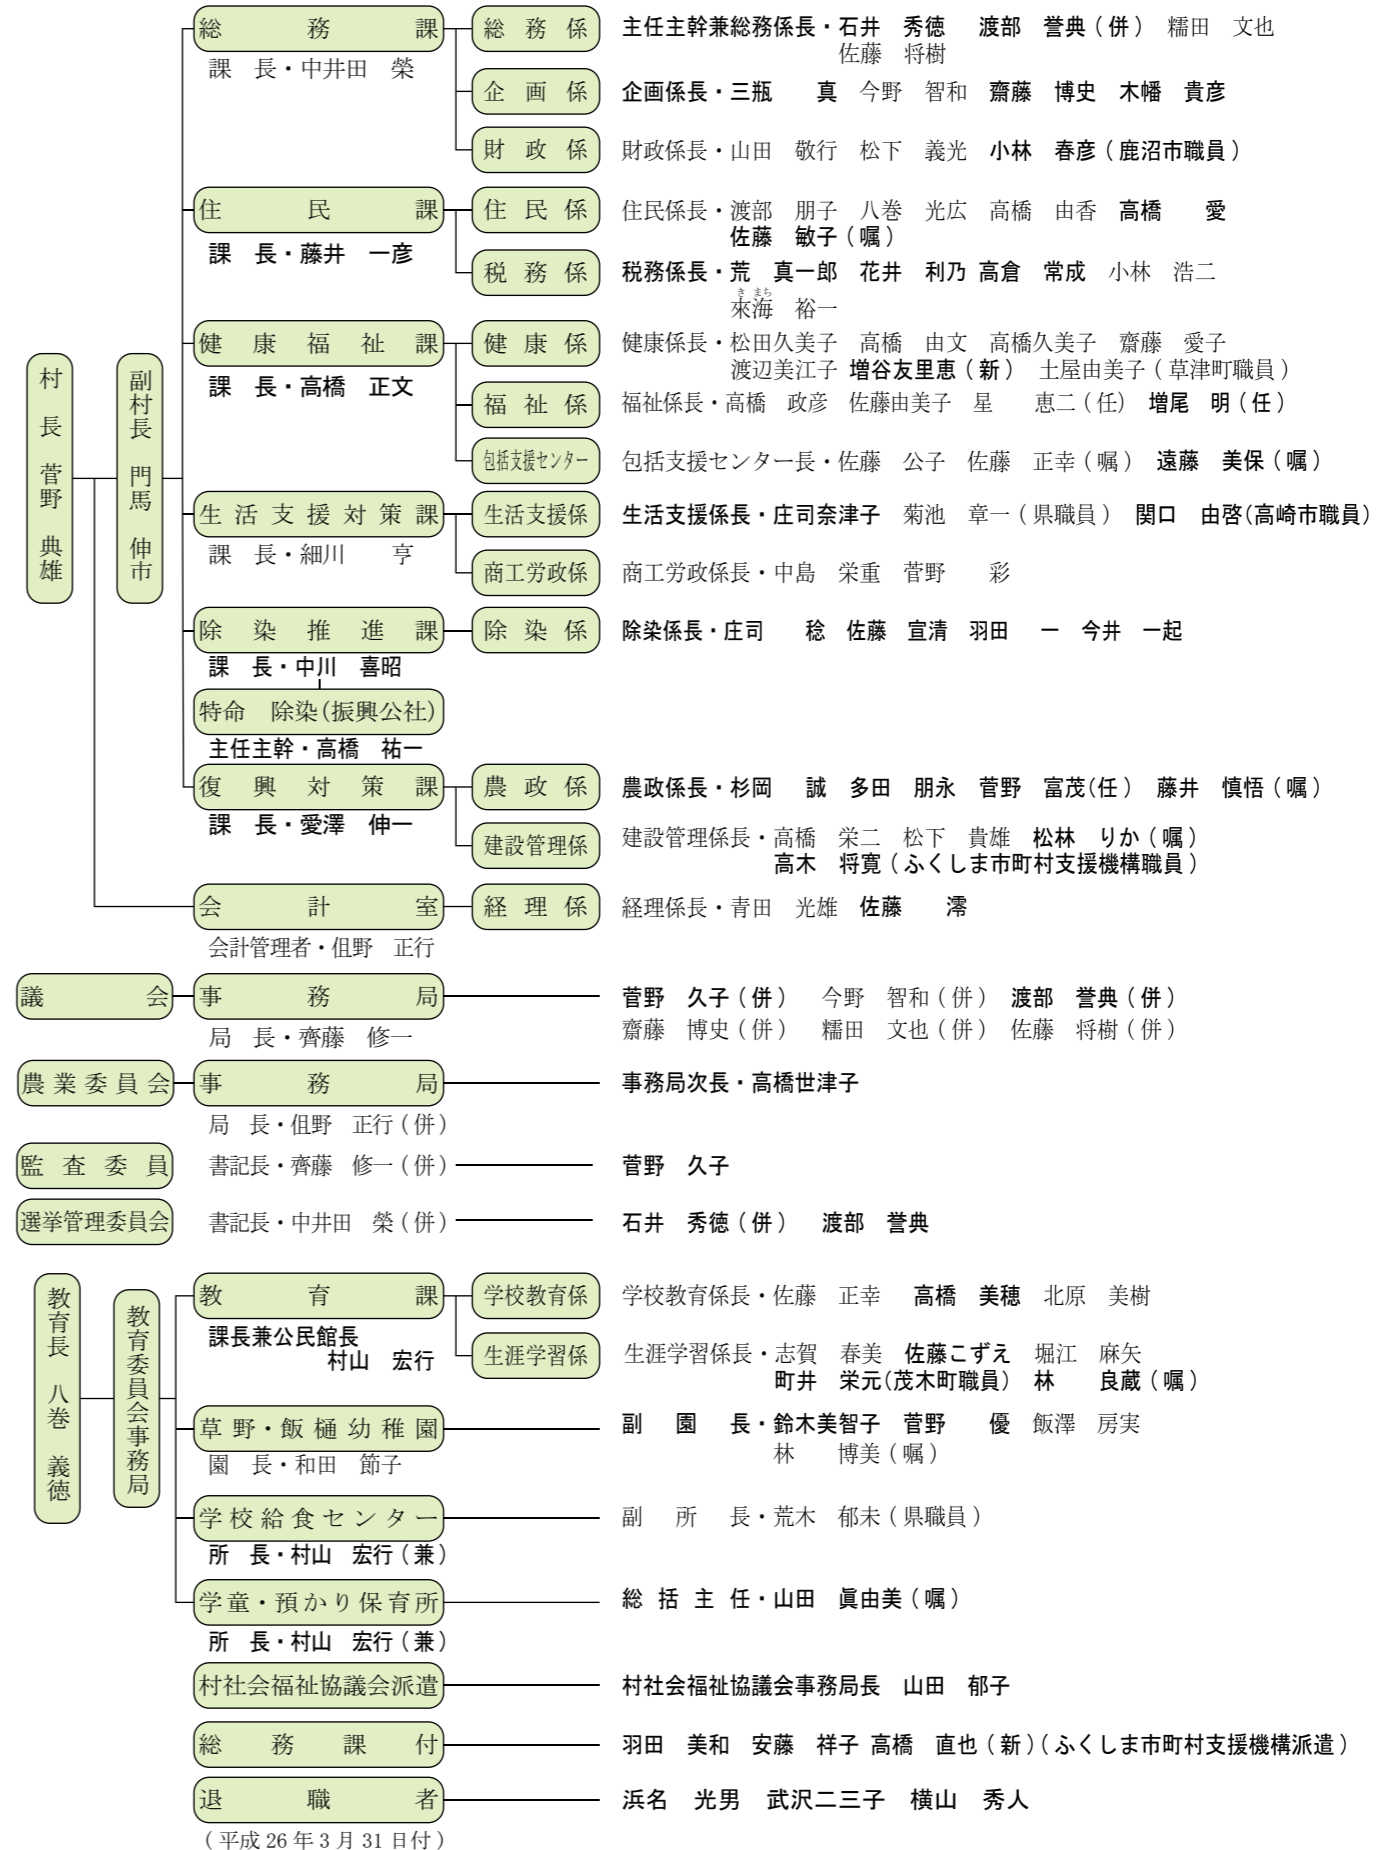 村長 菅野 典雄
副村長 門馬 伸市
総務課
課 長・中井田 榮
総務係
主任主幹兼総務係長・石井 秀徳 渡部 誉典(併) 糯田 文也
佐藤 将樹
企画係
企画係長・三瓶 真 今野 智和 齋藤 博史 木幡 貴彦
財政係
財政係長・山田 敬行 松下 義光 小林 春彦(鹿沼市職員)
住民課
課 長・藤井 一彦
住民係
住民係長・渡部 朋子 八巻 光広 高橋 由香 高橋 愛
佐藤 敏子(嘱)
税務係
税務係長・荒 真一郎 花井 利乃 高倉 常成 小林 浩二
き まち
來海 裕一
健康福祉課
課 長・高橋 正文
健康係
健康係長・松田久美子 高橋 由文 高橋久美子 齋藤 愛子
渡辺美江子 増谷友里恵(新) 土屋由美子(草津町職員)
福祉係
福祉係長・高橋 政彦 佐藤由美子 星 恵二(任) 増尾 明(任)
包括支援センター
包括支援センター長・佐藤 公子 佐藤 正幸(嘱) 遠藤 美保(嘱)
生活支援対策課
課 長・細川 亨
生活支援係
生活支援係長・庄司奈津子 菊池 章一(県職員) 関口 由啓(高崎市職員)
商工労政係
商工労政係長・中島 栄重 菅野 彩
除染推進課
課 長・中川 喜昭
除染係
除染係長・庄司 稔 佐藤 宣清 羽田 一 今井 一起
特命 除染(振興公社)
主任主幹・高橋 祐一
復興対策課
課 長・愛澤 伸一
農政係
農政係長・杉岡 誠 多田 朋永 菅野 富茂(任) 藤井 慎悟(嘱)
建設管理係
建設管理係長・高橋 栄二 松下 貴雄 松林 りか(嘱)
高木 将寛(ふくしま市町村支援機構職員)
会計室
会計管理者・但野 正行
経理係
経理係長・青田 光雄 佐藤 澪
議会
事務局
局 長・齊藤 修一
菅野 久子(併) 今野 智和(併) 渡部 誉典(併)
齋藤 博史(併) 糯田 文也(併) 佐藤 将樹(併)
農業委員会
事務局
局 長・但野 正行(併)
事務局次長・高橋世津子
監査委員
書記長・齊藤 修一(併)
菅野 久子
選挙管理委員会
書記長・中井田 榮(併)
石井 秀徳(併) 渡部 誉典
教育長 八巻 義徳
教育委員会事務局
教育課
課長兼公民館長
村山 宏行
学校教育係
学校教育係長・佐藤 正幸 高橋 美穂 北原 美樹
生涯学習係
生涯学習係長・志賀 春美 佐藤こずえ 堀江 麻矢
町井 栄元(茂木町職員) 林 良蔵(嘱)
草野・飯樋幼稚園
園 長・和田 節子
副園長・鈴木美智子 菅野 優 飯澤 房実
林 博美(嘱)
学校給食センター
所 長・村山 宏行(兼)
副所長・荒木 郁未(県職員)
学童・預かり保育所
所 長・村山 宏行(兼)
総括主任・山田 眞由美(嘱)
村社会福祉協議会派遣
村社会福祉協議会事務局長 山田 郁子
総務課付
羽田 美和 安藤 祥子 高橋 直也(新)(ふくしま市町村支援機構派遣)
退職者
(平成26年3月31日付)
浜名 光男 武沢二三子 横山 秀人